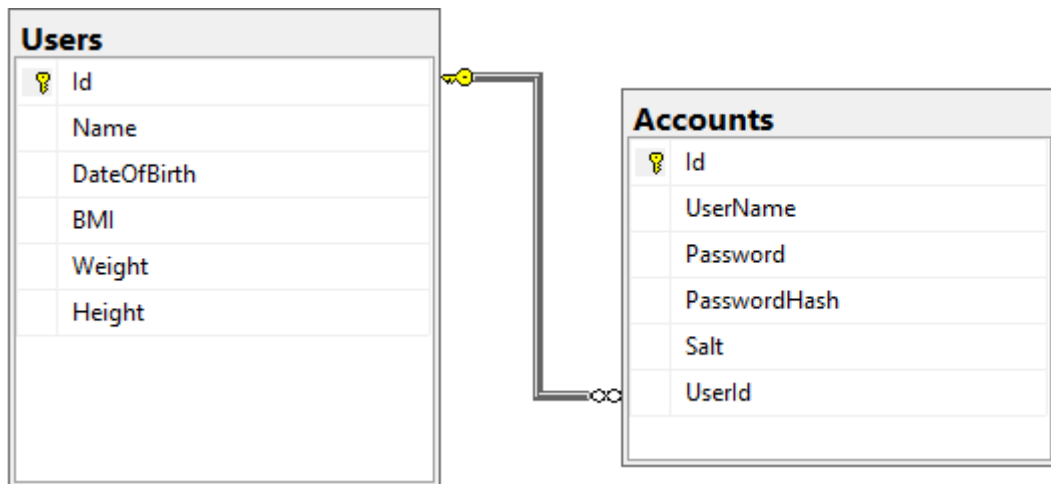 Users
Id
Name
DateOfBirth
BMI
Weight
Height
Accounts
Id
UserName
Password
PasswordHash
Salt
UserId